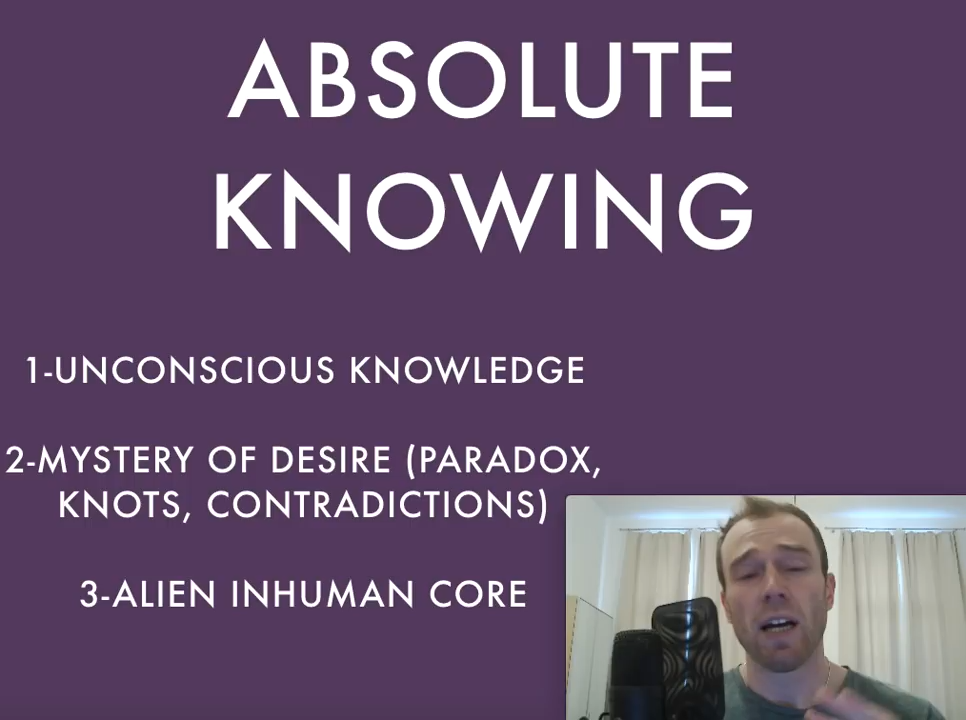 ABSOLUTE
KNOWING
1-UNCONSCIOUS KNOWLEDGE
2-MYSTERY OF DESIRE (PARADOX,
KNOTS, CONTRADICTIONS)
3-ALIEN INHUMAN CORE